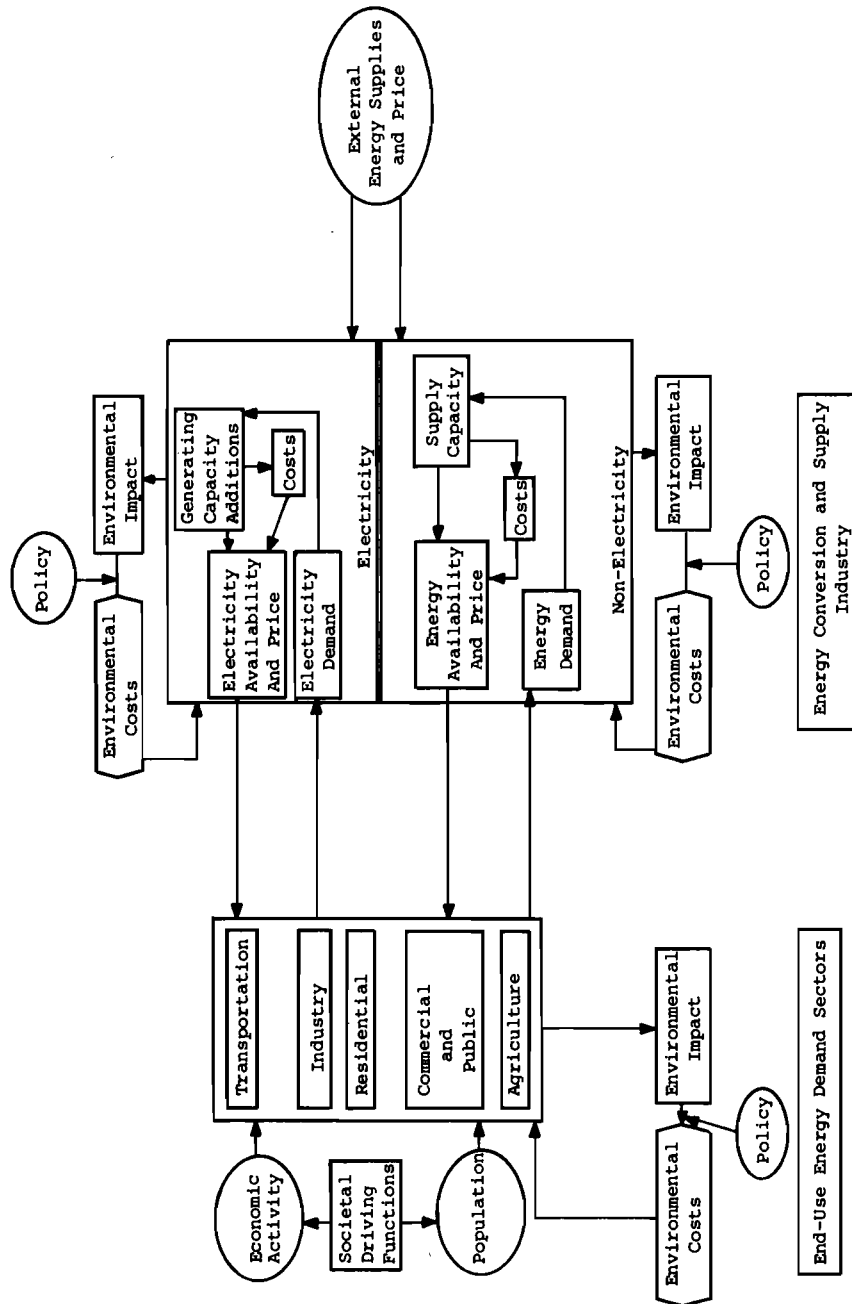 Economic
Activity
Societal
Driving
Functions
Population
Transportation
Industry
Residential
Commercial
and
Public
Agriculture
Environmental
Costs
Policy
Environmental
Impact
End-Use Energy Demand Sectors
Policy
Environmental
Costs
Environmental
Impact
Electricity
Availability
And Price
Generating
Capacity
Additions
Costs
Electricity
Demand
Electricity
Energy
Availability
And Price
Supply
Capacity
Costs
Energy
Demand
Non-Electricity
Environmental
Costs
Environmental
Impact
Policy
Energy Conversion and Supply
Industry
External
Energy Supplies
and Price